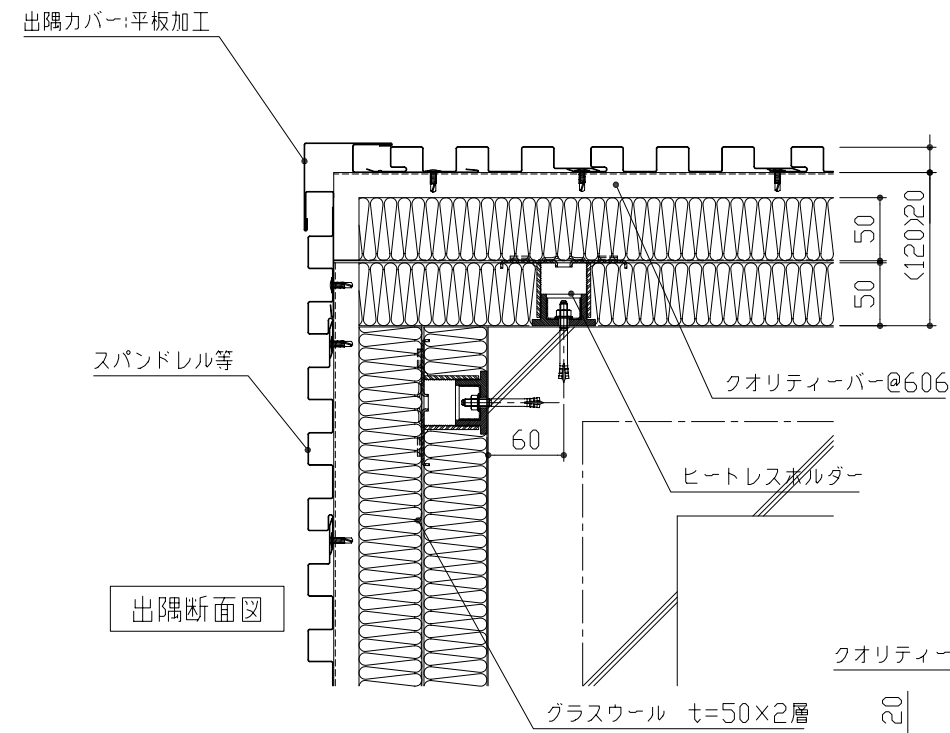 出隅カバー:平板加工
50
(120)
20
50
スパンドレル等
クオリティーバー@606
60
ヒートレスホルダー
出隅断面図
クオリティー
20
グラスウール t=50×2層